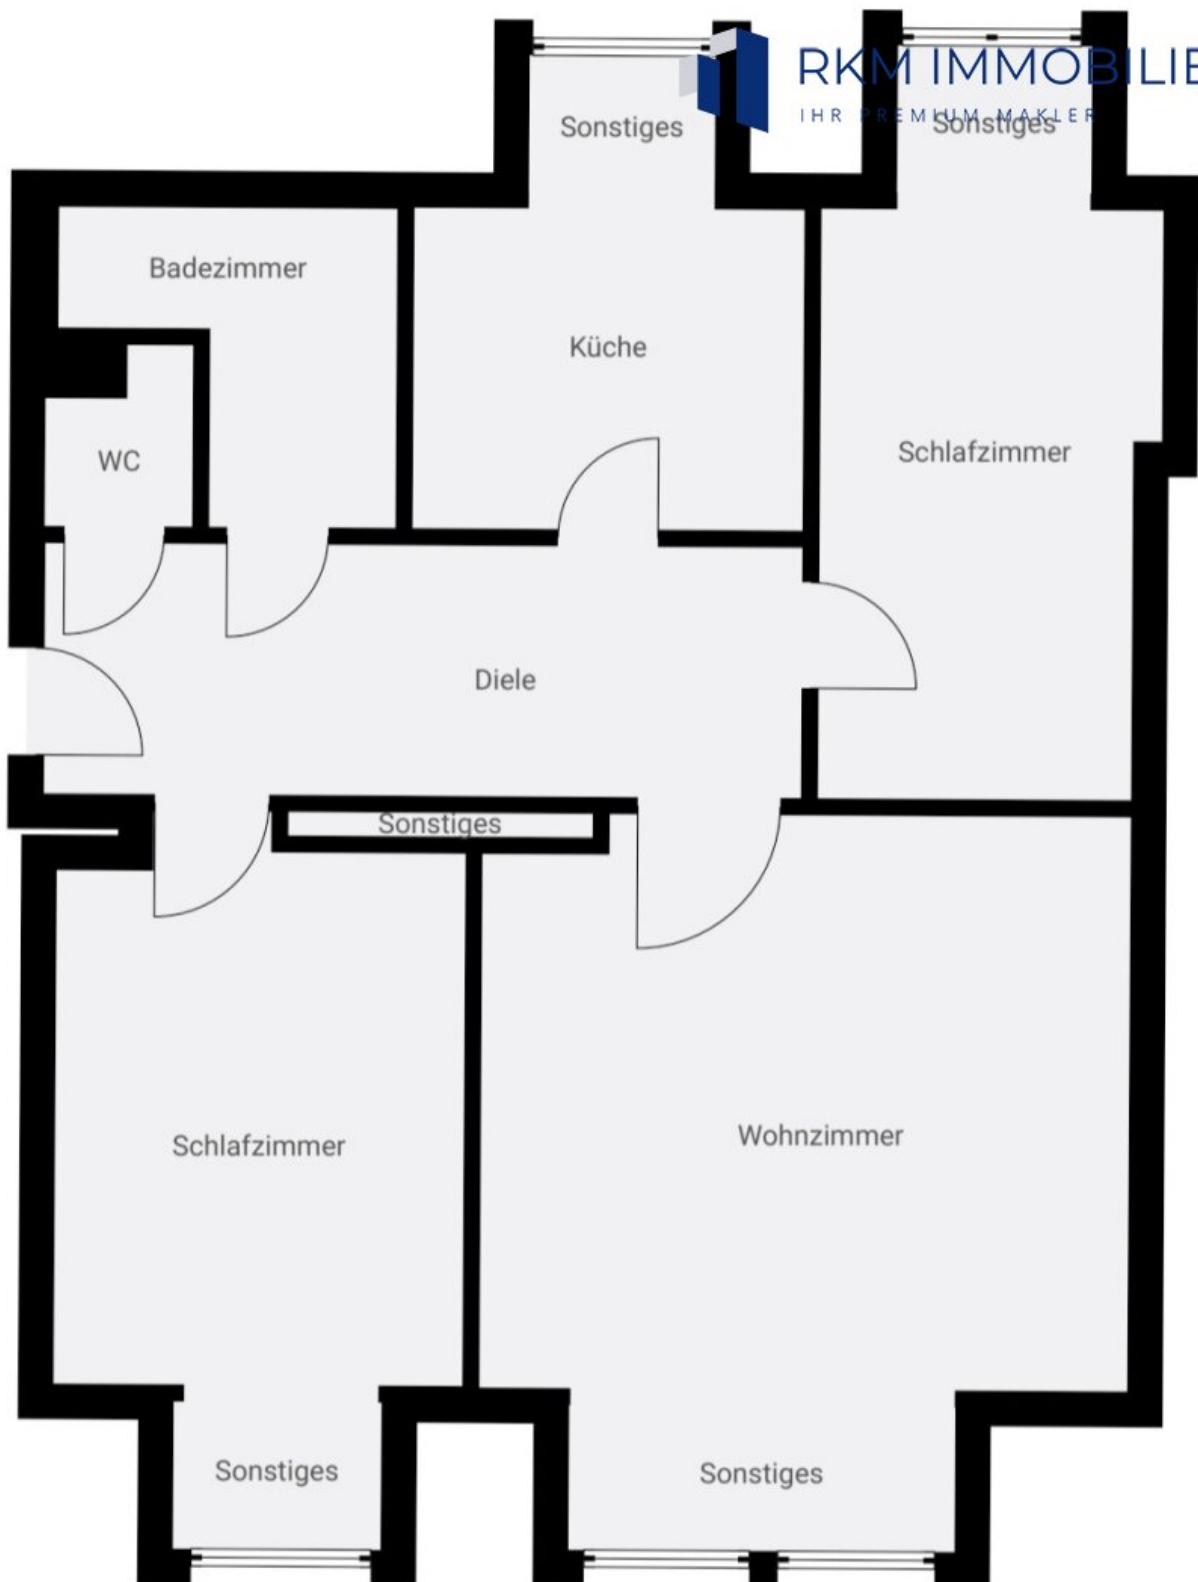 RKM IMMOBILIE
IHR PREMIUM MAKLER
Sonstiges
Sonstiges
Badezimmer
Küche
Schlafzimmer
WC
Diele
Sonstiges
Wohnzimmer
Schlafzimmer
Sonstiges
Sonstiges